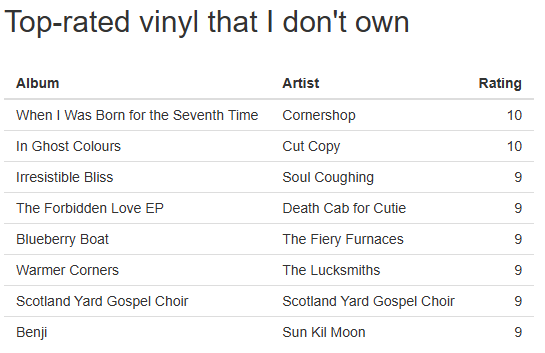 Top-rated vinyl that I don't own
Album Artist Rating
When I Was Born for the Seventh Time Cornershop 10
In Ghost Colours Cut Copy 10
Irresistible Bliss Soul Coughing 9
The Forbidden Love EP Death Cab for Cutie 9
Blueberry Boat The Fiery Furnaces 9
Warmer Corners The Lucksmiths 9
Scotland Yard Gospel Choir Scotland Yard Gospel Choir 9
Benji Sun Kil Moon 9